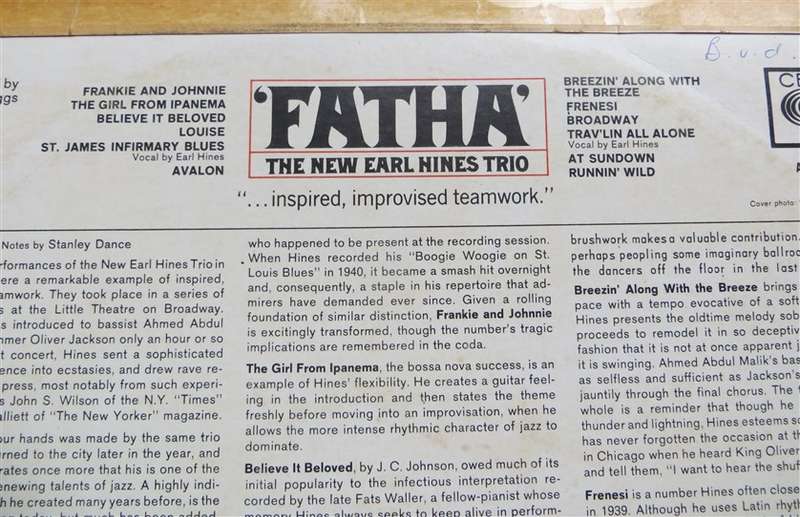 B.v.d.
by
ggs
FRANKIE AND JOHNNIE
THE GIRL FROM IPANEMA
BELIEVE IT BELOVED
LOUISE
ST. JAMES INFIRMARY BLUES
Vocal by Earl Hines
AVALON
'FATHA'
THE NEW EARL HINES TRIO
"...inspired, improvised teamwork."
BREEZIN' ALONG WITH
THE BREEZE
FRENESI
BROADWAY
TRAV'LIN ALL ALONE
Vocal by Earl Hines
AT SUNDOWN
RUNNIN' WILD
Cover photo:
Notes by Stanley Dance
rformances of the New Earl Hines Trio in
ere a remarkable example of inspired,
amwork. They took place in a series of
s at the Little Theatre on Broadway.
s introduced to bassist Ahmed Abdul
mmer Oliver Jackson only an hour or so
t concert, Hines sent a sophisticated
ence into ecstasies, and drew rave re-
press, most notably from such experi-
s John S. Wilson of the N.Y. "Times"
alliett of "The New Yorker" magazine.
our hands was made by the same trio
urned to the city later in the year, and
rates once more that his is one of the
enewing talents of jazz. A highly indi-
h he created many years before, is the
who happened to be present at the recording session.
When Hines recorded his "Boogie Woogie on St.
Louis Blues" in 1940, it became a smash hit overnight
and, consequently, a staple in his repertoire that ad-
mirers have demanded ever since. Given a rolling
foundation of similar distinction, Frankie and Johnnie
is excitingly transformed, though the number's tragic
implications are remembered in the coda.
The Girl From Ipanema, the bossa nova success, is an
example of Hines' flexibility. He creates a guitar feel-
ing in the introduction and then states the theme
freshly before moving into an improvisation, when he
allows the more intense rhythmic character of jazz to
dominate.
Believe It Beloved, by J. C. Johnson, owed much of its
initial popularity to the infectious interpretation re-
corded by the late Fats Waller, a fellow-pianist whose
memory Hines always seeks to keep alive in perform-
brushwork makes a valuable contribution.
perhaps peopling some imaginary ballroo
the dancers off the floor in the last
Breezin' Along With the Breeze brings
pace with a tempo evocative of a soft
Hines presents the oldtime melody sob
proceeds to remodel it in so deceptiv
fashion that it is not at once apparent j
it is swinging. Ahmed Abdul Malik's bas
as selfless and sufficient as Jackson's
jauntily through the final chorus. The
whole is a reminder that though he
thunder and lightning, Hines esteems so
has never forgotten the occasion at th
in Chicago when he heard King Oliver
and tell them, "I want to hear the shuf
Frenesi is a number Hines often close
in 1939. Although he uses Latin rhyth